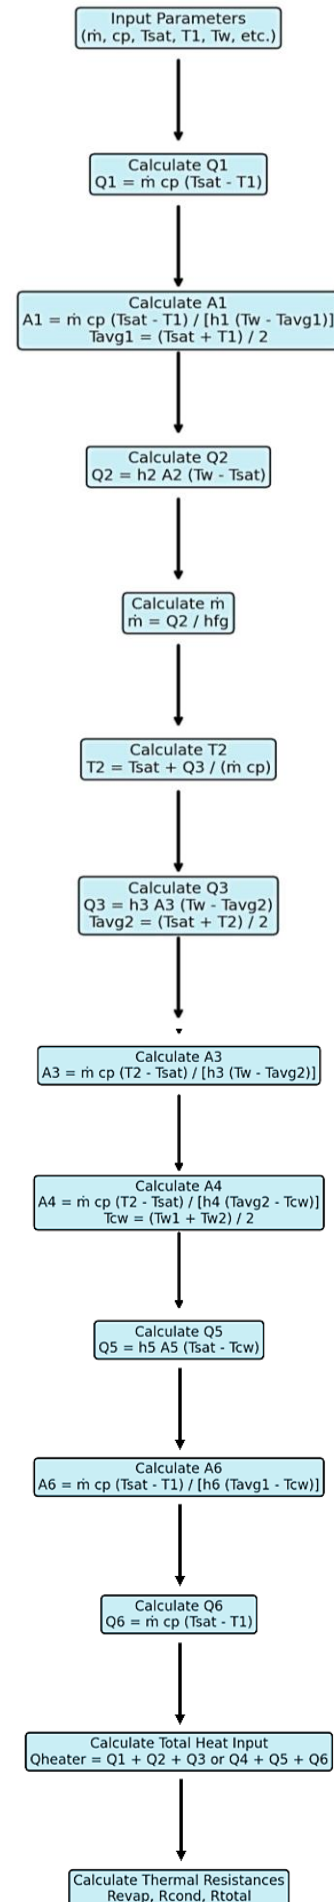 Input Parameters
(ṁ, cp, Tsat, T1, Tw, etc.)
Calculate Q1
Q1 = ṁ cp (Tsat - T1)
Calculate A1
A1 = ṁ cp (Tsat - T1) / [h1 (Tw - Tavg1)]
Tavg1 = (Tsat + T1) / 2
Calculate Q2
Q2 = h2 A2 (Tw - Tsat)
Calculate ṁ
ṁ = Q2 / hfg
Calculate T2
T2 = Tsat + Q3 / (ṁ cp)
Calculate Q3
Q3 = h3 A3 (Tw - Tavg2)
Tavg2 = (Tsat + T2) / 2
Calculate A3
A3 = ṁ cp (T2 - Tsat) / [h3 (Tw - Tavg2)]
Calculate A4
A4 = ṁ cp (T2 - Tsat) / [h4 (Tavg2 - Tcw)]
Tcw = (Tw1 + Tw2) / 2
Calculate Q5
Q5 = h5 A5 (Tsat - Tcw)
Calculate A6
A6 = ṁ cp (Tsat - T1) / [h6 (Tavg1 - Tcw)]
Calculate Q6
Q6 = ṁ cp (Tsat - T1)
Calculate Total Heat Input
Qheater = Q1 + Q2 + Q3 or Q4 + Q5 + Q6
Calculate Thermal Resistances
Revap, Rcond, Rtotal